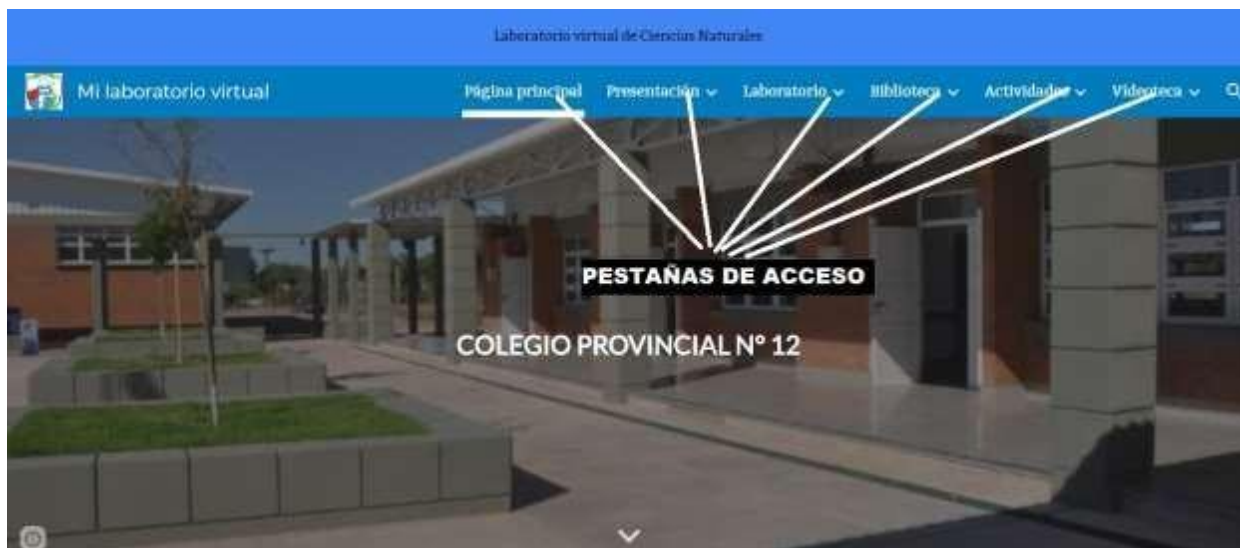 Laboratorio virtual de Ciencias Naturales
Mi laboratorio virtual
Página principal Presentación Laboratorio Biblioteca Actividades Videoteca
PESTAÑAS DE ACCESO
COLEGIO PROVINCIAL Nº 12